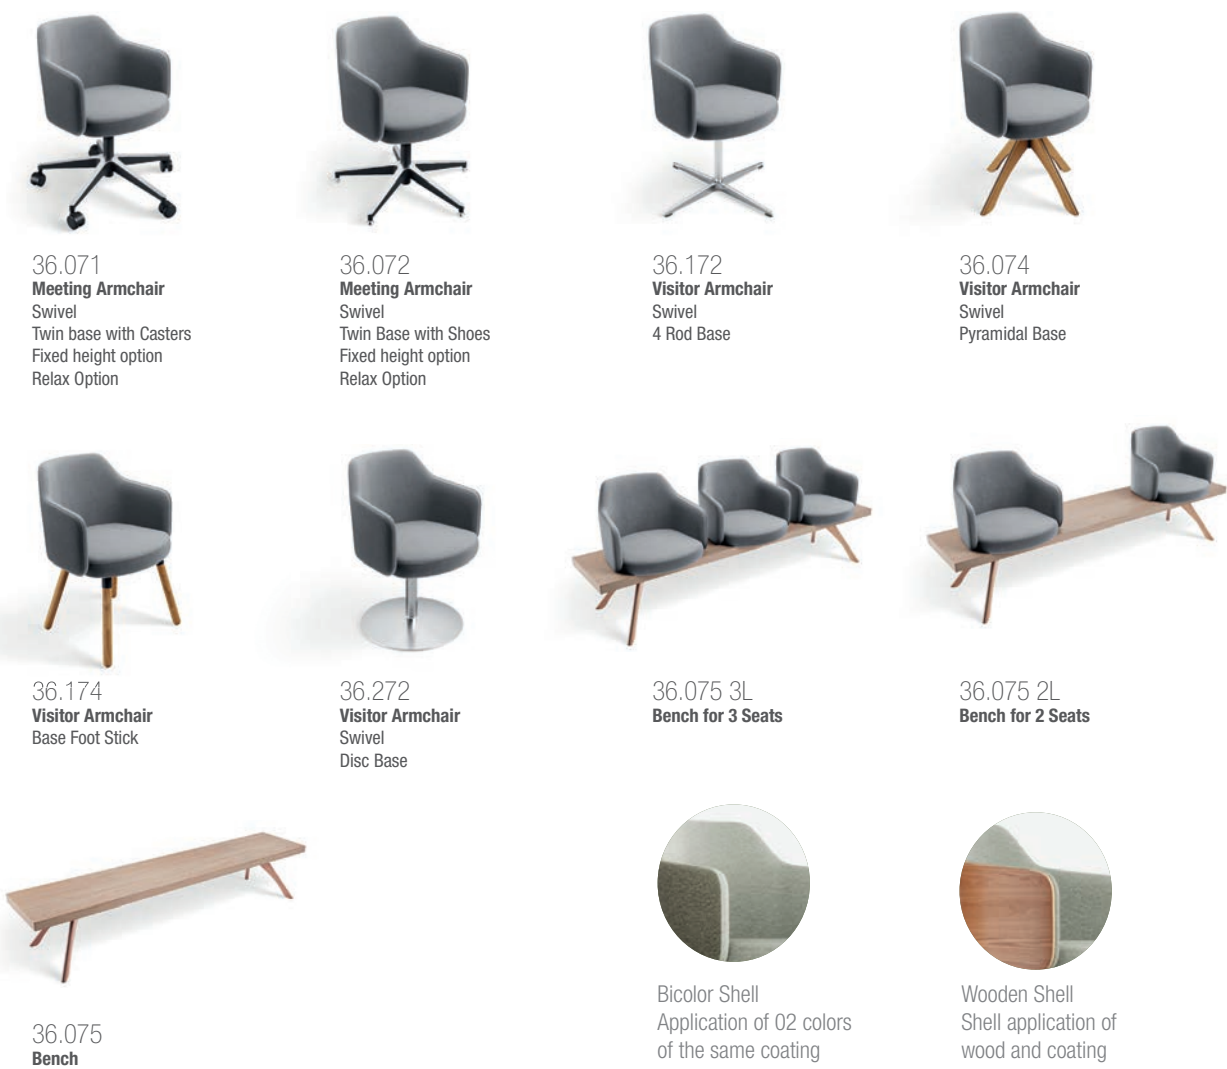 36.071
Meeting Armchair
Swivel
Twin base with Casters
Fixed height option
Relax Option
36.072
Meeting Armchair
Swivel
Twin Base with Shoes
Fixed height option
Relax Option
36.172
Visitor Armchair
Swivel
4 Rod Base
36.074
Visitor Armchair
Swivel
Pyramidal Base
36.174
Visitor Armchair
Base Foot Stick
36.272
Visitor Armchair
Swivel
Disc Base
36.075 3L
Bench for 3 Seats
36.075 2L
Bench for 2 Seats
36.075
Bench
Bicolor Shell
Application of 02 colors
of the same coating
Wooden Shell
Shell application of
wood and coating